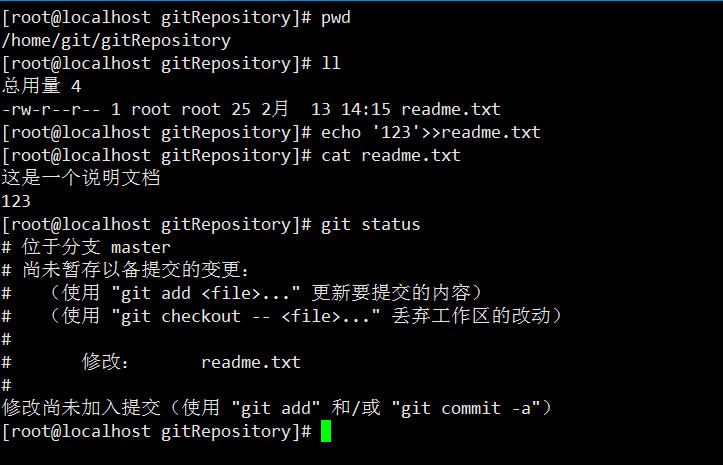 [root@localhost gitRepository]# pwd
/home/git/gitRepository
[root@localhost gitRepository]# ll
总用量 4
-rw-r--r-- 1 root root 25 2月  13 14:15 readme.txt
[root@localhost gitRepository]# echo '123'>>readme.txt
[root@localhost gitRepository]# cat readme.txt
这是一个说明文档
123
[root@localhost gitRepository]# git status
# 位于分支 master
# 尚未暂存以备提交的变更：
#   （使用 "git add <file>..." 更新要提交的内容）
#   （使用 "git checkout -- <file>..." 丢弃工作区的改动）
#
#       修改：      readme.txt
#
修改尚未加入提交（使用 "git add" 和/或 "git commit -a"）
[root@localhost gitRepository]#